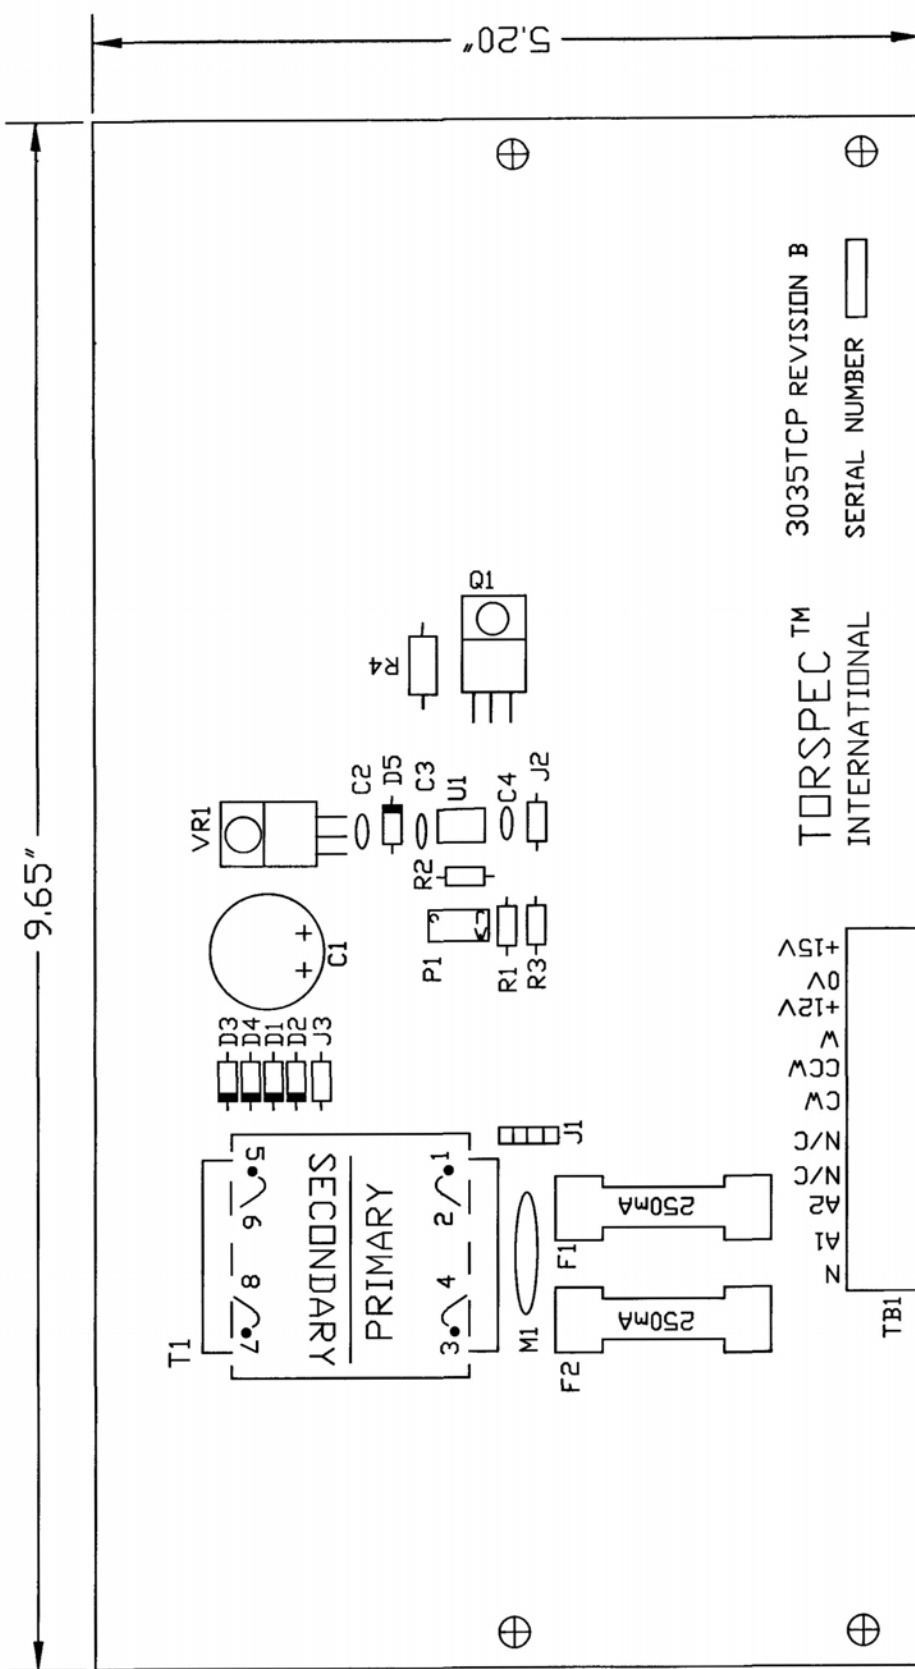 9.65"
5.20"
T1
SECONDARY
PRIMARY
5
6
8
7
1
2
4
3
D3
D4
D1
D2
J3
C1
+ +
VR1
C2
D5
C3
U1
C4
J2
R2
P1
R1
R3
R4
Q1
J1
M1
F1
250mA
F2
250mA
TB1
N
A1
A2
N/C
N/C
CW
CCW
W
+12V
0V
+15V
TORSPEC™
INTERNATIONAL
3035TCP REVISION B
SERIAL NUMBER